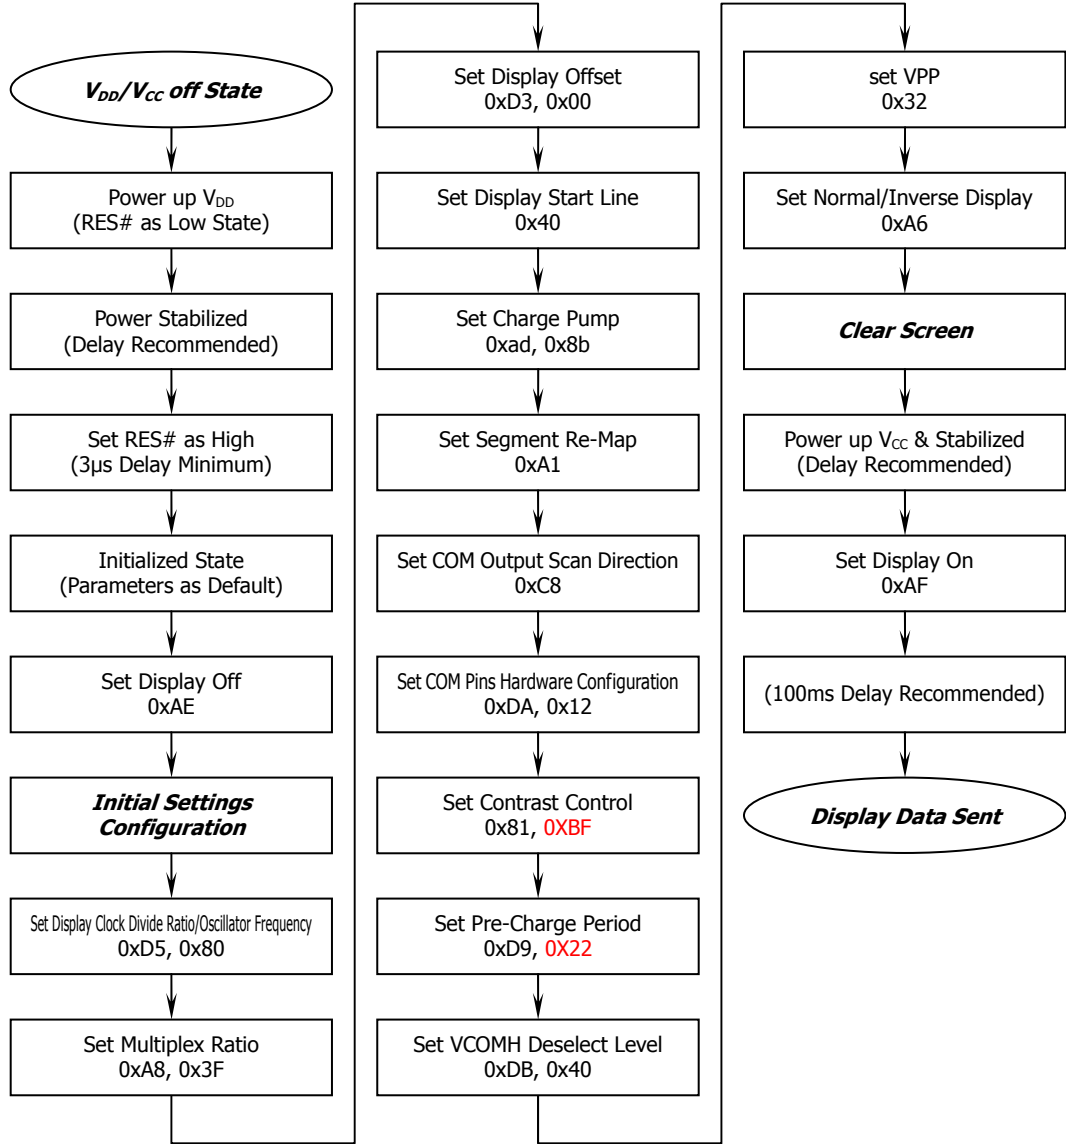 V_DD/V_CC off State
Power up V_DD
(RES# as Low State)
Power Stabilized
(Delay Recommended)
Set RES# as High
(3µs Delay Minimum)
Initialized State
(Parameters as Default)
Set Display Off
0xAE
Initial Settings
Configuration
Set Display Clock Divide Ratio/Oscillator Frequency
0xD5, 0x80
Set Multiplex Ratio
0xA8, 0x3F
Set Display Offset
0xD3, 0x00
Set Display Start Line
0x40
Set Charge Pump
0xad, 0x8b
Set Segment Re-Map
0xA1
Set COM Output Scan Direction
0xC8
Set COM Pins Hardware Configuration
0xDA, 0x12
Set Contrast Control
0x81, 0XBF
Set Pre-Charge Period
0xD9, 0X22
Set VCOMH Deselect Level
0xDB, 0x40
set VPP
0x32
Set Normal/Inverse Display
0xA6
Clear Screen
Power up V_CC & Stabilized
(Delay Recommended)
Set Display On
0xAF
(100ms Delay Recommended)
Display Data Sent